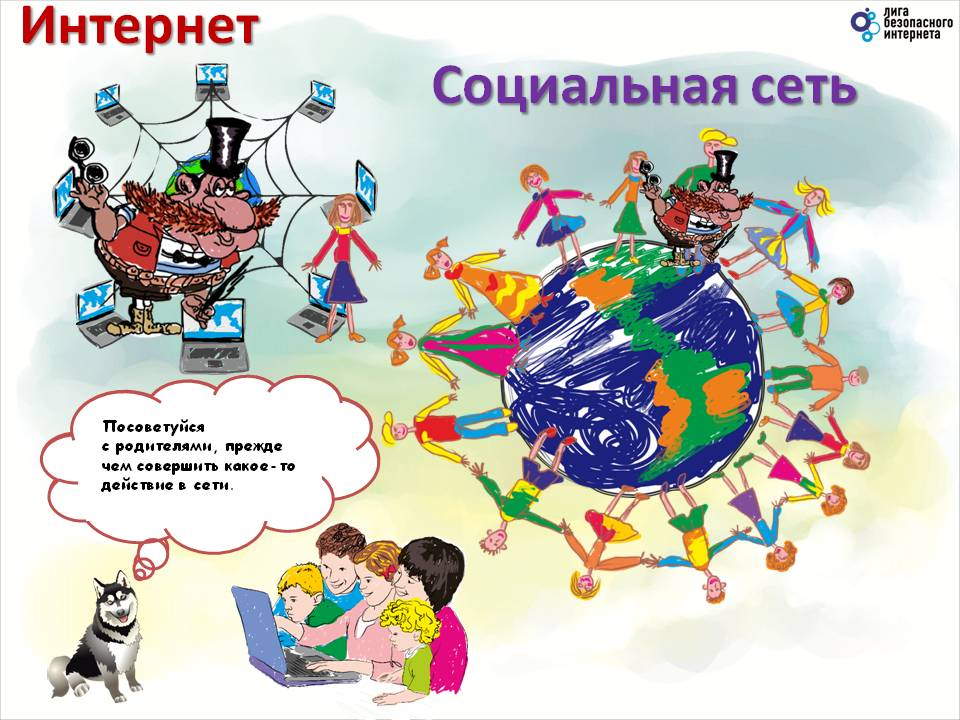 Интернет
лига
безопасного
интернета
Социальная сеть
Посоветуйся
с родителями, прежде
чем совершить какое - то
действие в сети.